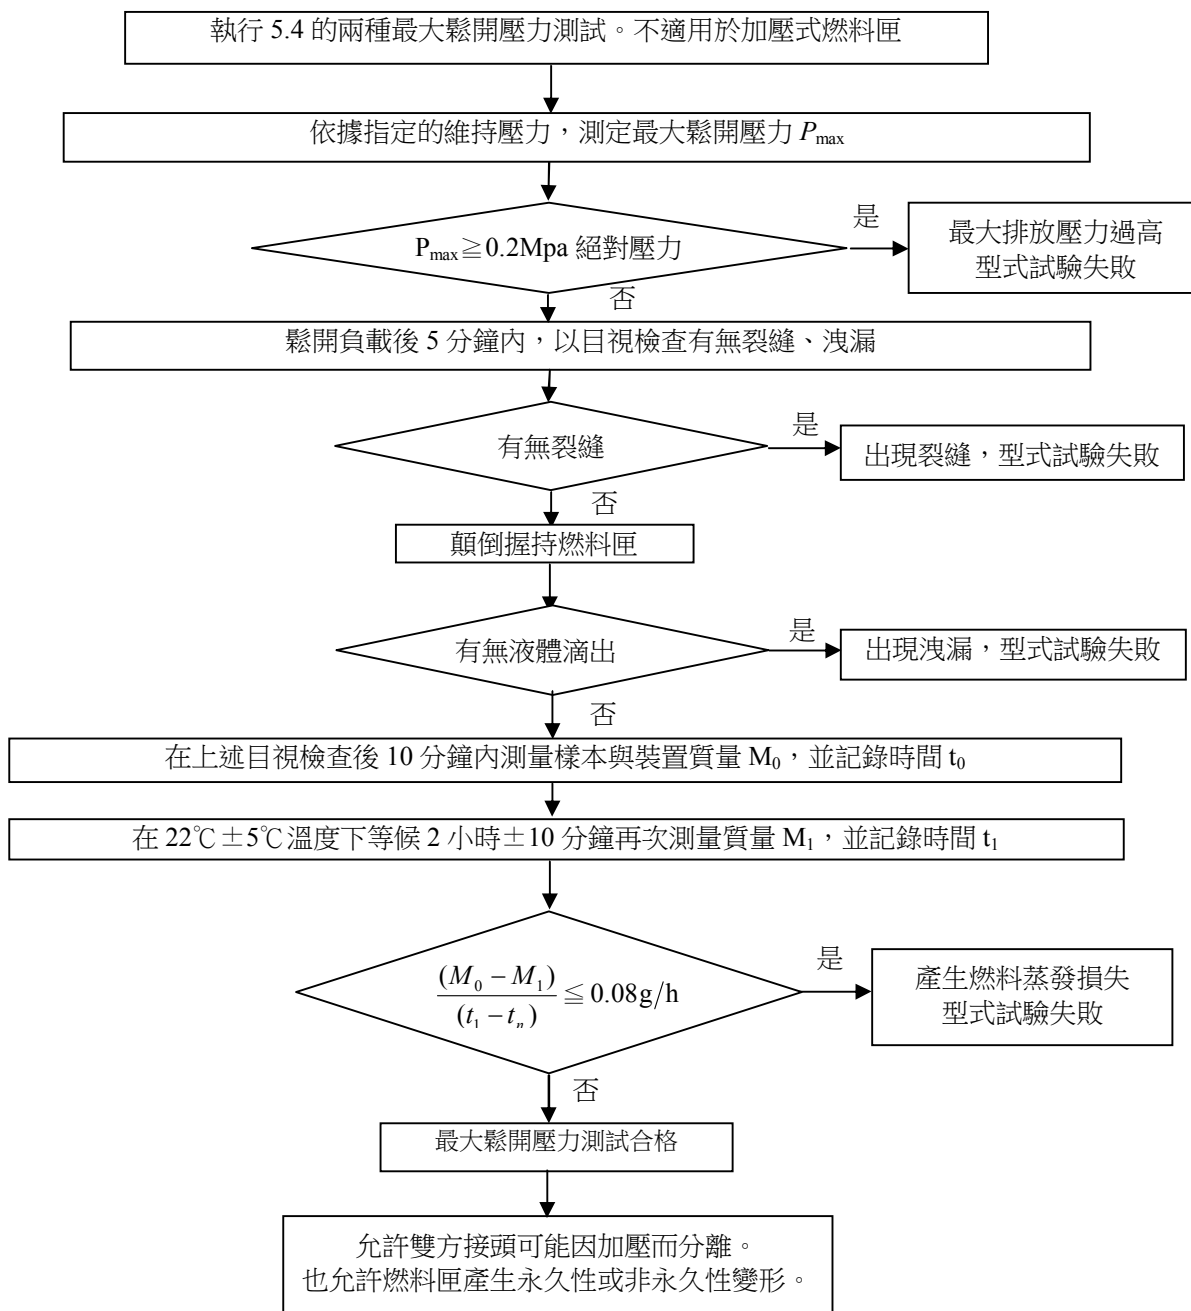 執行 5.4 的兩種最大鬆開壓力測試。不適用於加壓式燃料匣
依據指定的維持壓力，測定最大鬆開壓力 Pmax
Pmax≧0.2Mpa 絕對壓力
是
最大排放壓力過高
型式試驗失敗
否
鬆開負載後 5 分鐘內，以目視檢查有無裂縫、洩漏
有無裂縫
是
出現裂縫，型式試驗失敗
否
顛倒握持燃料匣
有無液體滴出
是
出現洩漏，型式試驗失敗
否
在上述目視檢查後 10 分鐘內測量樣本與裝置質量 M0，並記錄時間 t0
在 22℃±5℃溫度下等候 2 小時±10 分鐘再次測量質量 M1，並記錄時間 t1
(M0 − M1)/(t1 − tn) ≦ 0.08g/h
是
產生燃料蒸發損失
型式試驗失敗
否
最大鬆開壓力測試合格
允許雙方接頭可能因加壓而分離。
也允許燃料匣產生永久性或非永久性變形。